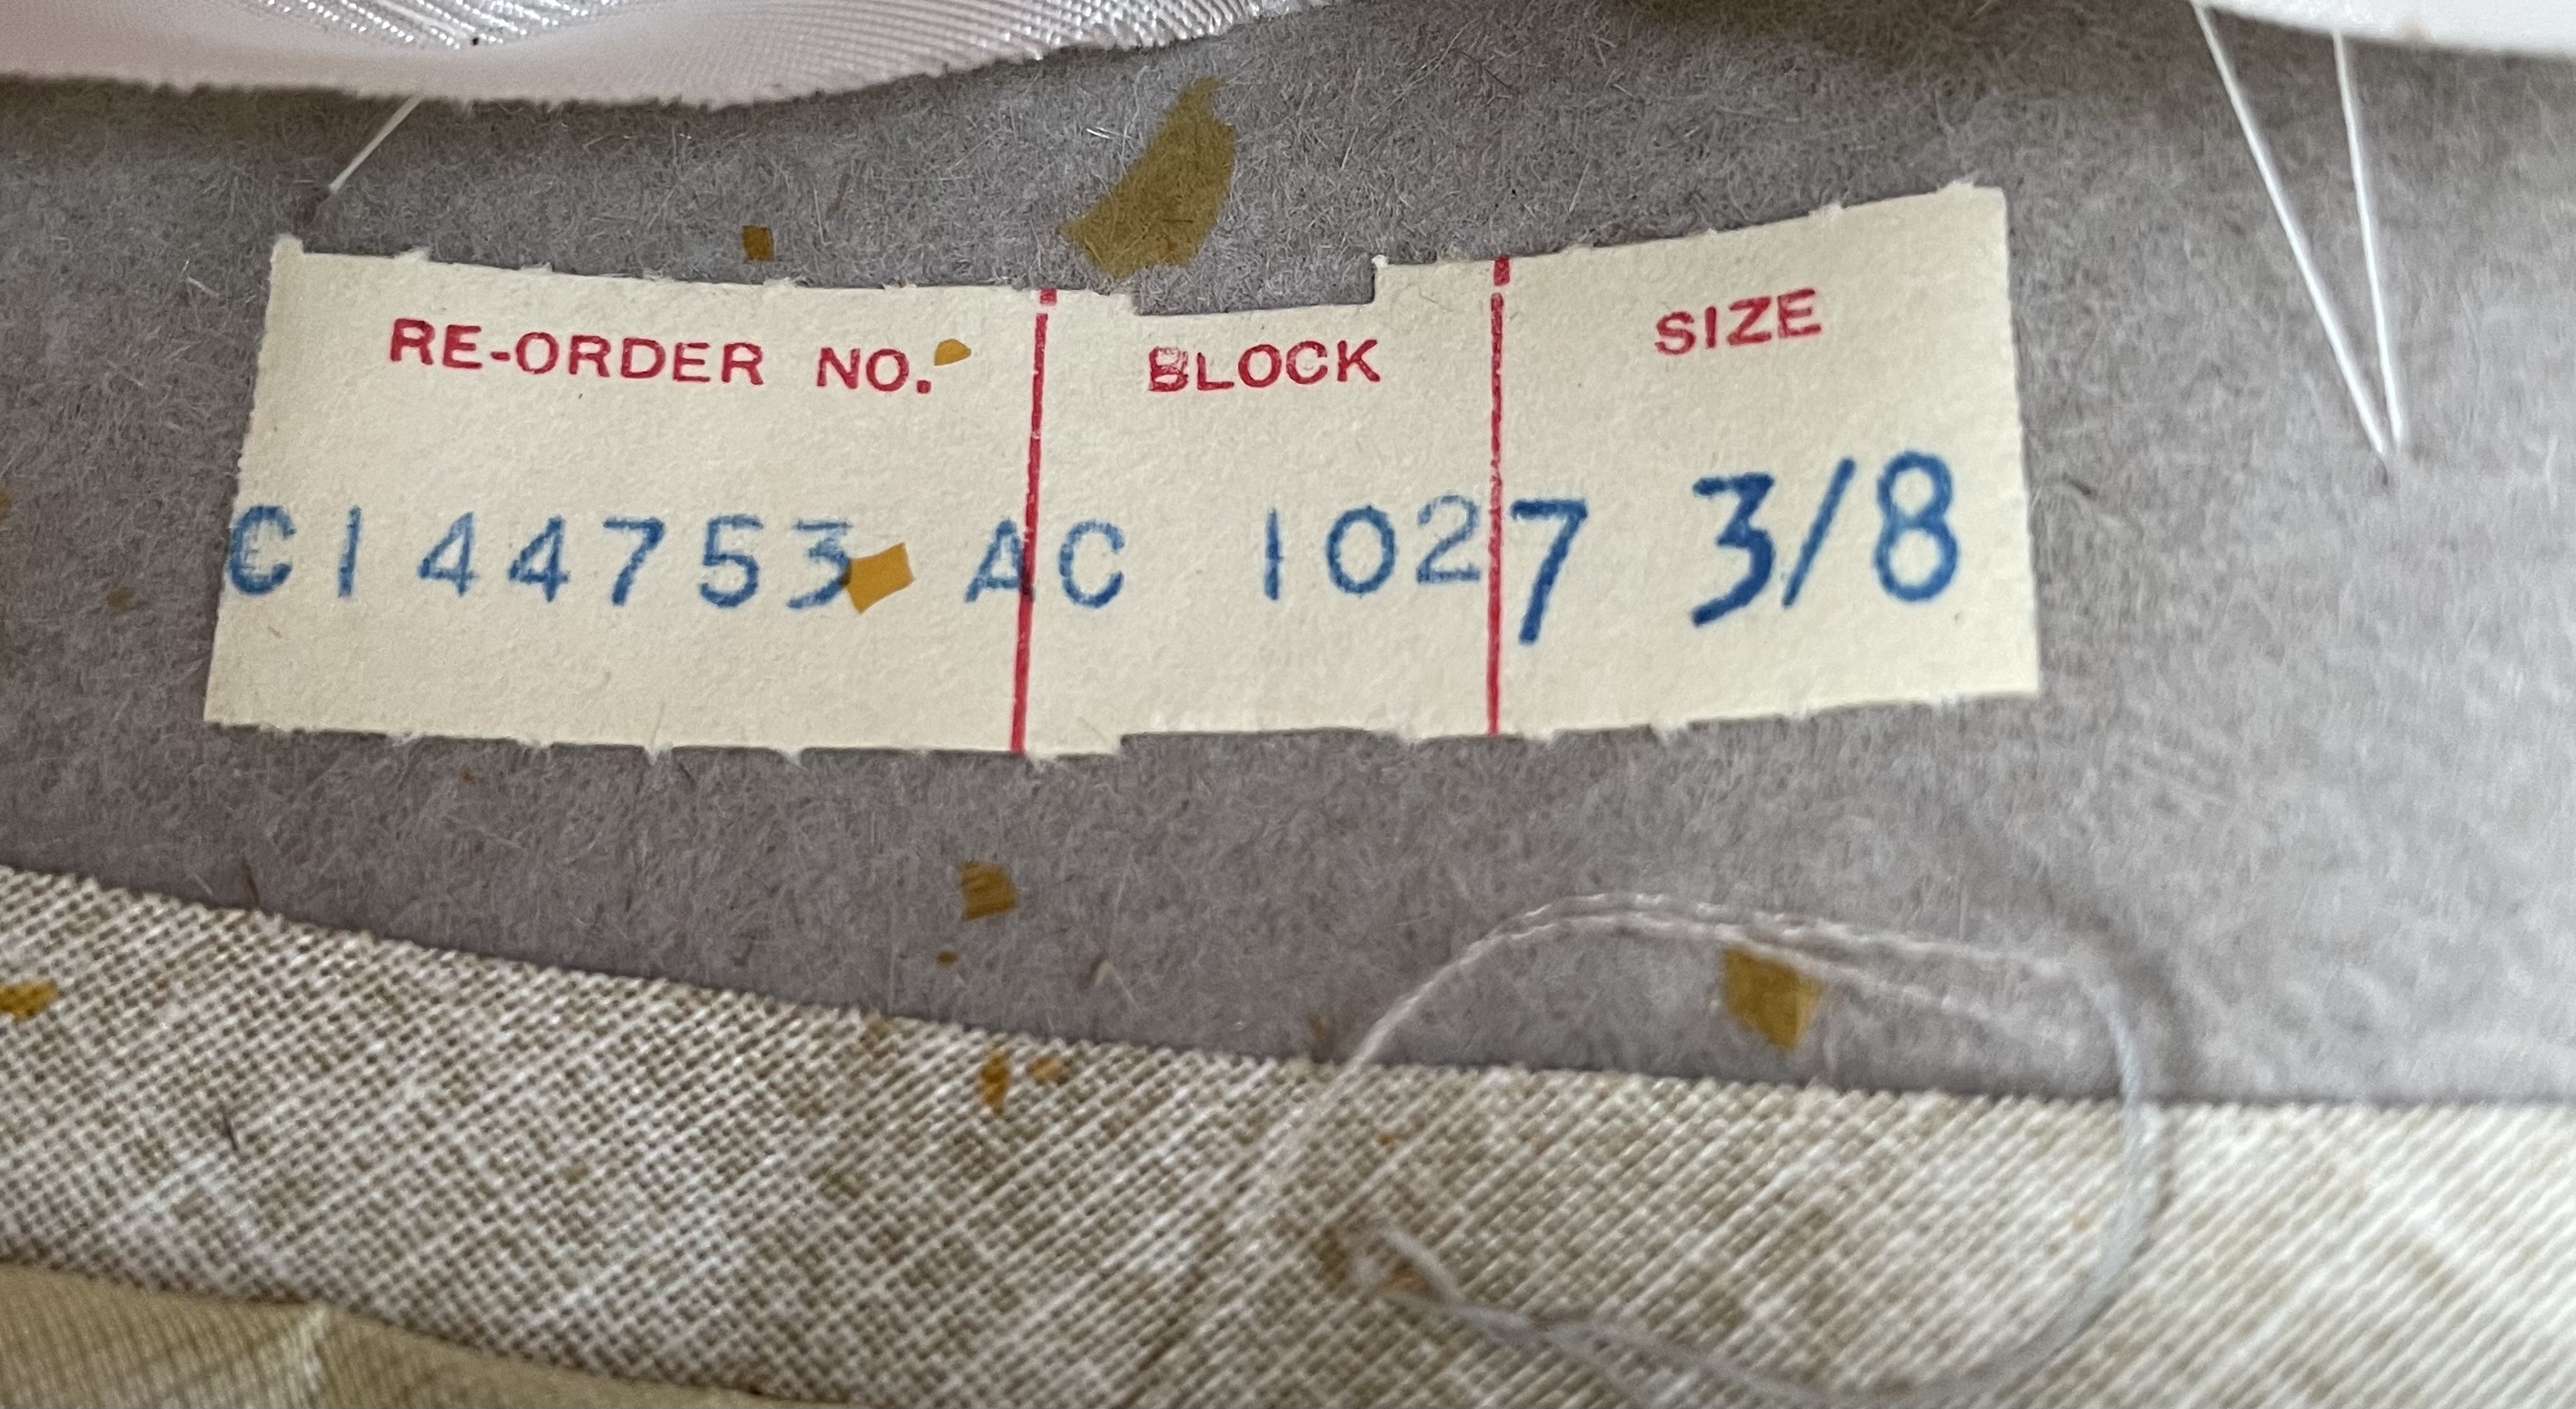 RE-ORDER NO. BLOCK SIZE
C144753 AC 102 7 3/8